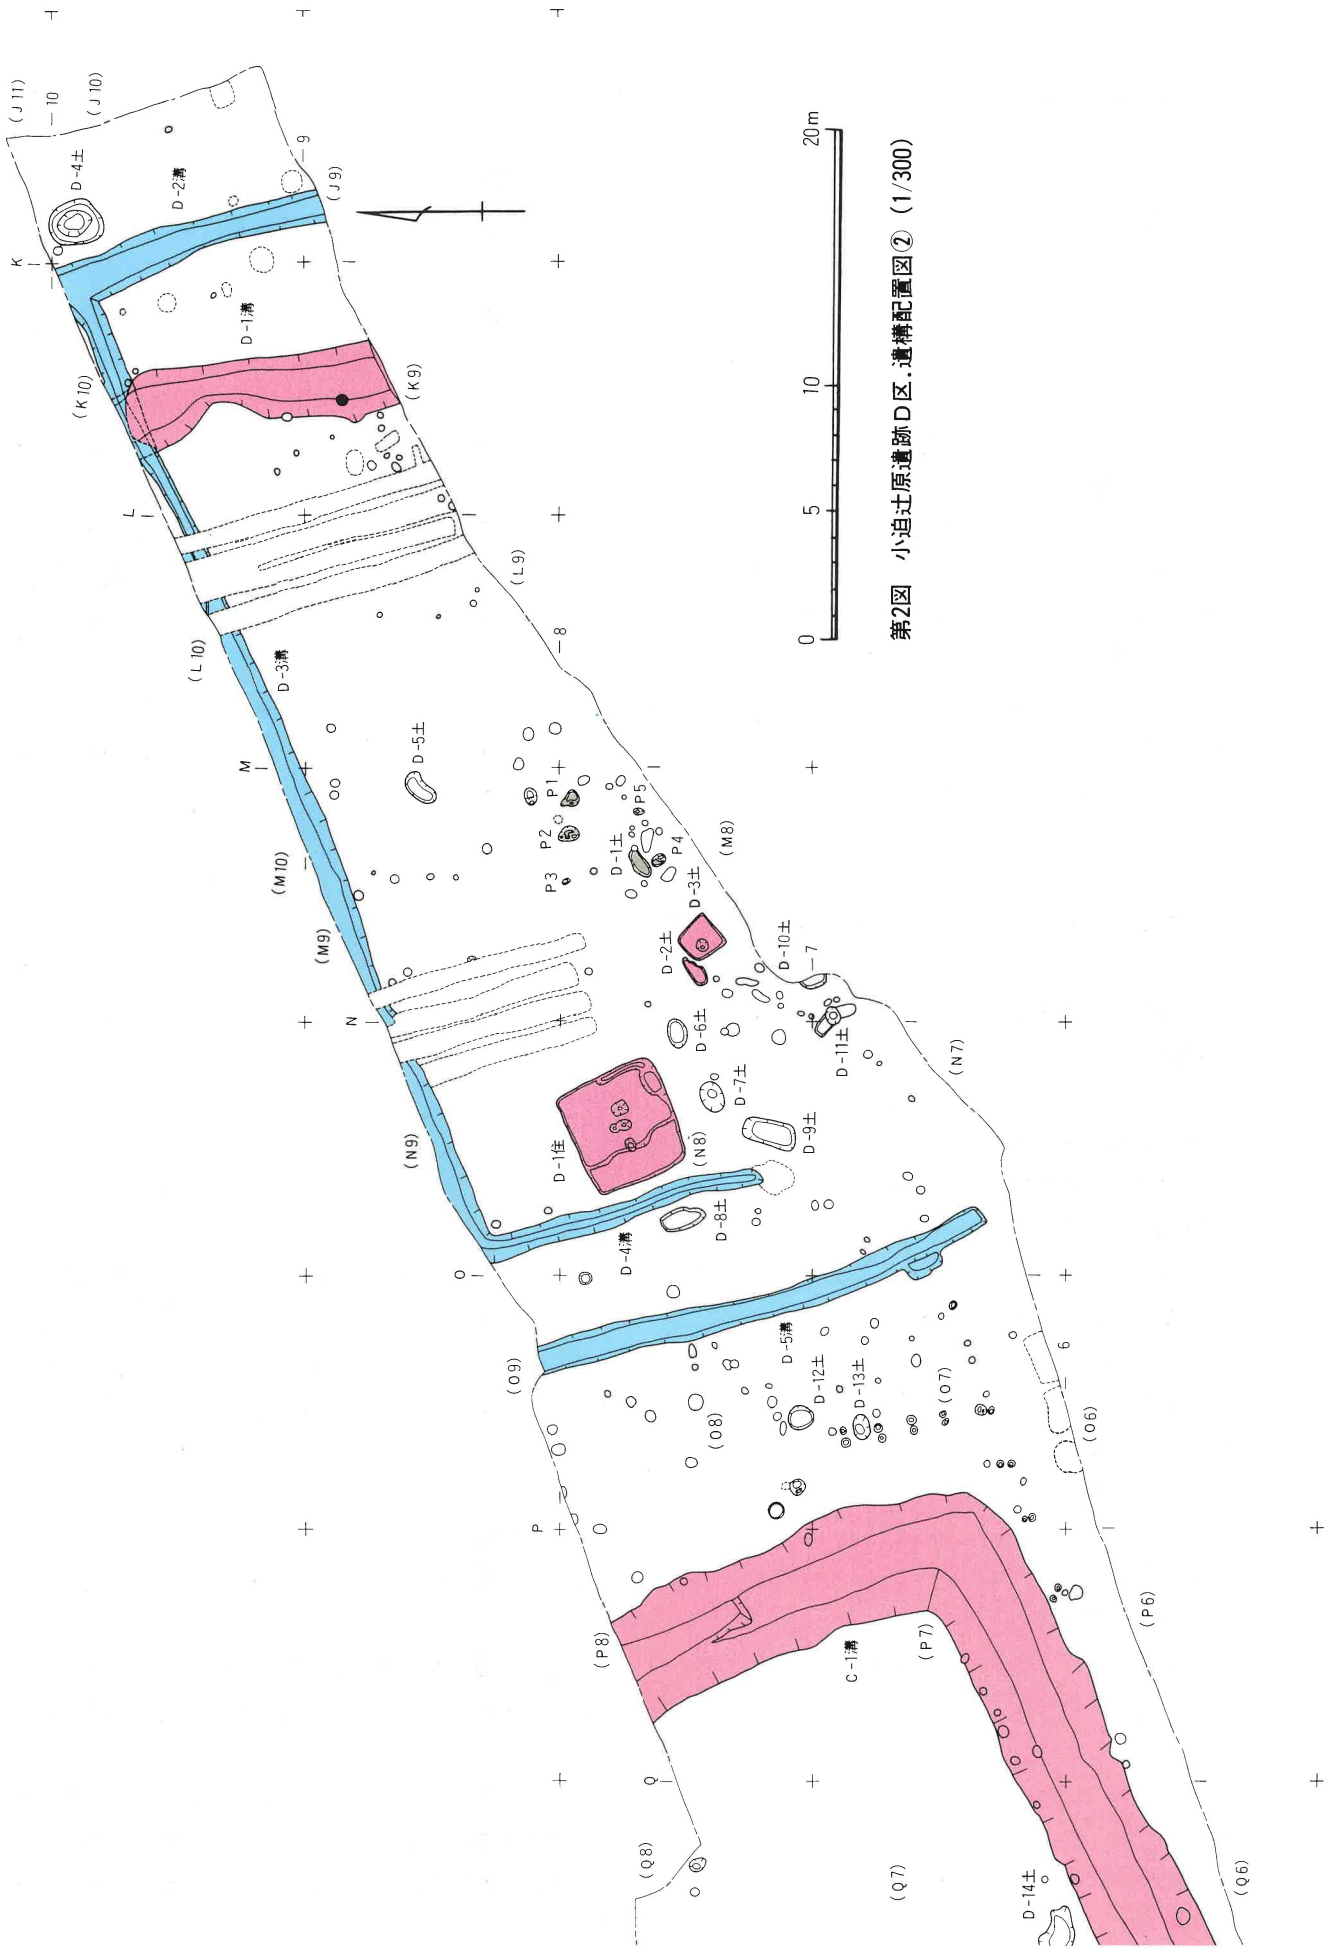 (J11)
10
(J10)
D-4土
D-2溝
9
(J9)
K
D-1溝
(K10)
(K9)
L
(L9)
(L10)
D-3溝
8
M
D-5土
P1
P2
P5
D-1土
P4
P3
(M8)
(M10)
D-3土
(M9)
D-2土
D-10土
7
N
D-6土
D-11土
(N7)
D-7土
(N9)
D-1住
(N8)
D-9土
D-8土
D-4溝
O
D-5溝
6
(O9)
D-12土
D-13土
(O7)
(O8)
(O6)
P
(P8)
C-1溝
(P7)
(P6)
Q
(Q8)
(Q7)
D-14土
(Q6)
0 5 10 20m
第2図 小迫辻原遺跡D区.遺構配置図② (1/300)